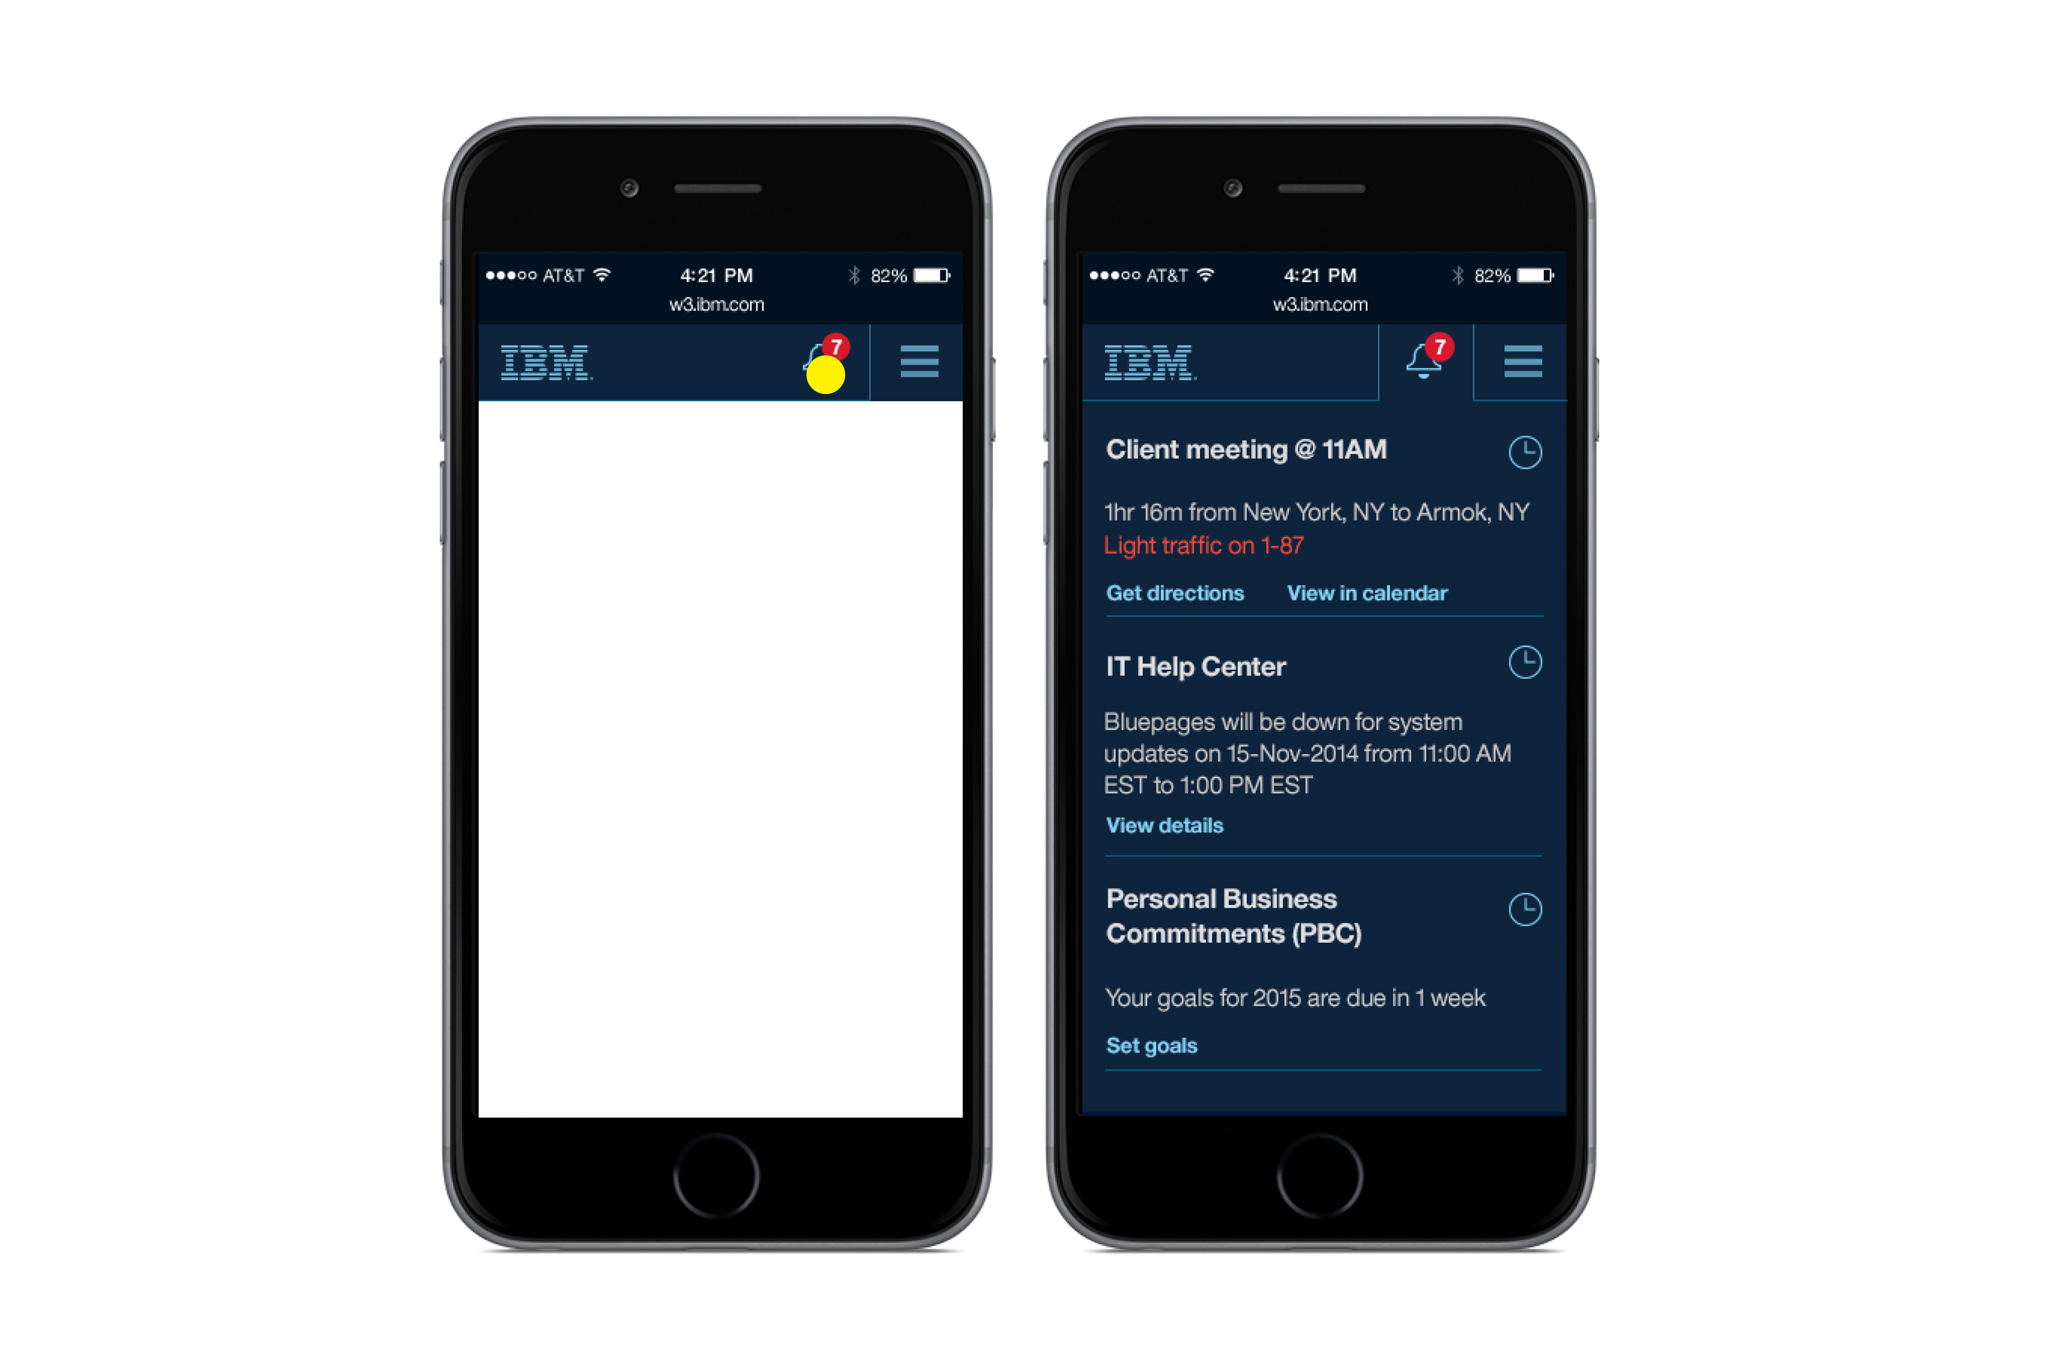 AT&T 4:21 PM 82%
w3.ibm.com
IBM 7
AT&T 4:21 PM 82%
w3.ibm.com
IBM 7
Client meeting @ 11AM
1hr 16m from New York, NY to Armok, NY
Light traffic on 1-87
Get directions View in calendar
IT Help Center
Bluepages will be down for system
updates on 15-Nov-2014 from 11:00 AM
EST to 1:00 PM EST
View details
Personal Business
Commitments (PBC)
Your goals for 2015 are due in 1 week
Set goals